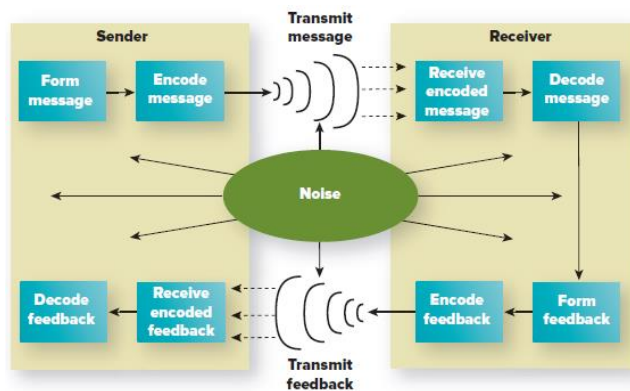 Transmit
message
Sender
Receiver
Form
message
Encode
message
Receive
encoded
message
Decode
message
Noise
Decode
feedback
Receive
encoded
feedback
Encode
feedback
Form
feedback
Transmit
feedback